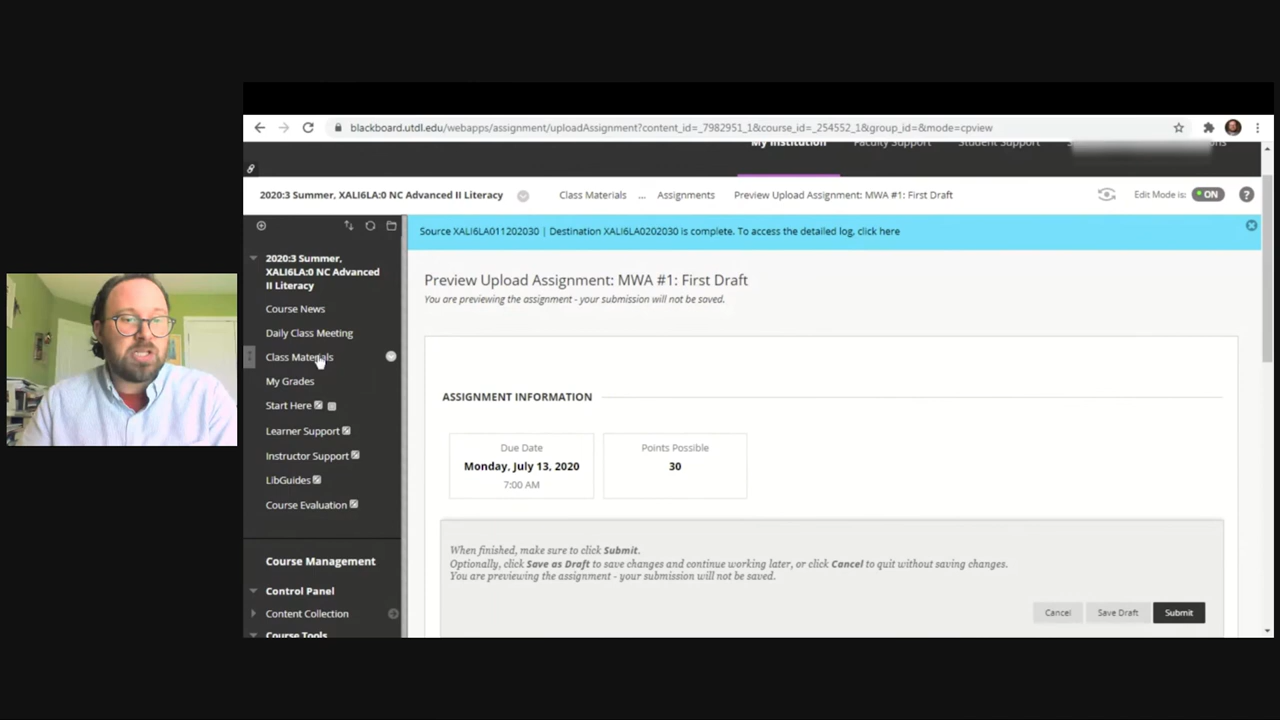 blackboard.utdl.edu/webapps/assignment/uploadAssignment?content_id=_7982951_1&course_id=_254552_1&group_id=&mode=cpview
My Institution
Faculty Support
Student Support
2020:3 Summer, XALI6LA:0 NC Advanced II Literacy
Class Materials
...
Assignments
Preview Upload Assignment: MWA #1: First Draft
Edit Mode is:
ON
?
Source XALI6LA011202030 | Destination XALI6LA0202030 is complete. To access the detailed log, click here
2020:3 Summer,
XALI6LA:0 NC Advanced
II Literacy
Course News
Daily Class Meeting
Class Materials
My Grades
Start Here
Learner Support
Instructor Support
LibGuides
Course Evaluation
Course Management
Control Panel
Content Collection
Course Tools
Preview Upload Assignment: MWA #1: First Draft
You are previewing the assignment - your submission will not be saved.
ASSIGNMENT INFORMATION
Due Date
Monday, July 13, 2020
7:00 AM
Points Possible
30
When finished, make sure to click Submit.
Optionally, click Save as Draft to save changes and continue working later, or click Cancel to quit without saving changes.
You are previewing the assignment - your submission will not be saved.
Cancel
Save Draft
Submit